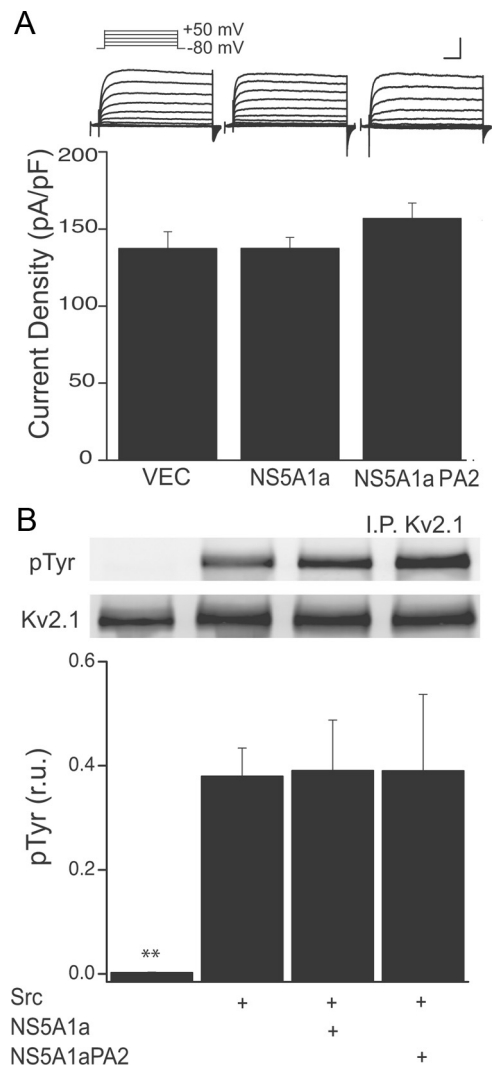 A
+50 mV
-80 mV
Current Density (pA/pF)
200
150
100
50
0
VEC NS5A1a NS5A1a PA2
B
I.P. Kv2.1
pTyr
Kv2.1
pTyr (r.u.)
0.6
0.4
0.2
0.0
**
Src + + +
NS5A1a +
NS5A1aPA2 +